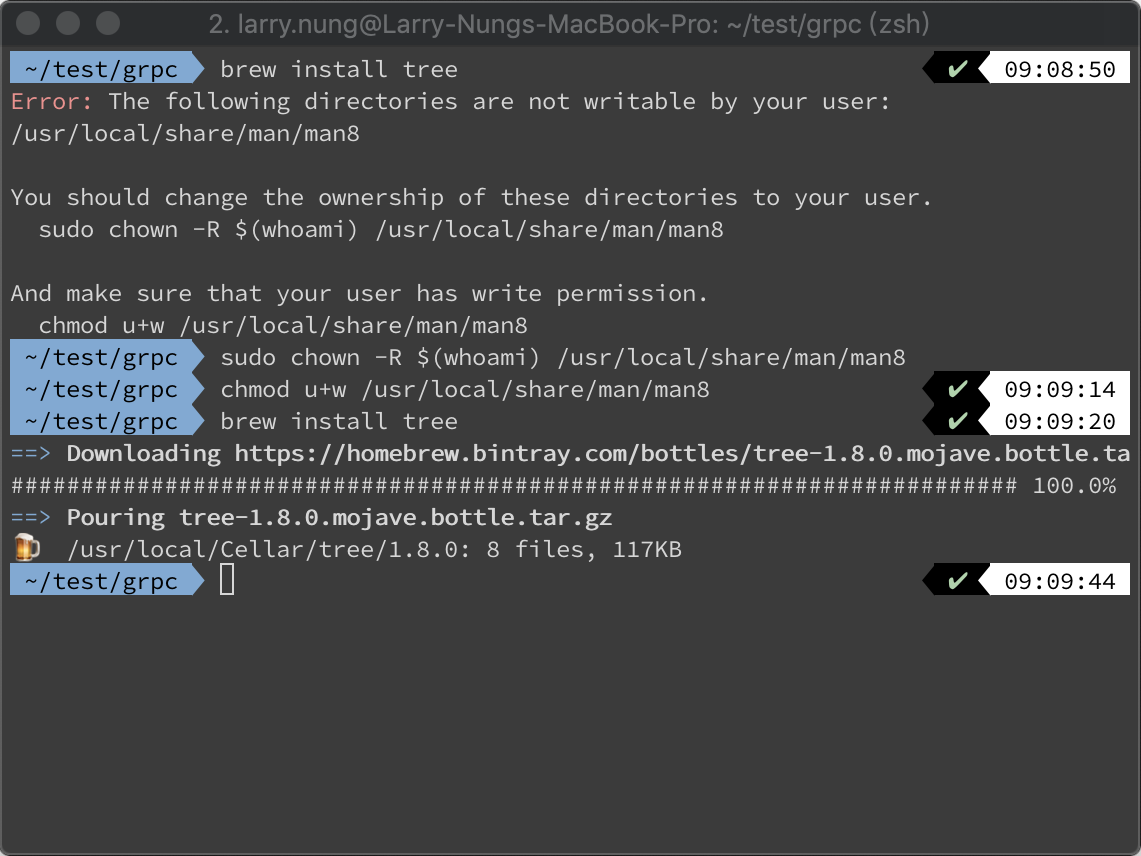 2. larry.nung@Larry-Nungs-MacBook-Pro: ~/test/grpc (zsh)
~/test/grpc brew install tree ✔ 09:08:50
Error: The following directories are not writable by your user:
/usr/local/share/man/man8
You should change the ownership of these directories to your user.
sudo chown -R $(whoami) /usr/local/share/man/man8
And make sure that your user has write permission.
chmod u+w /usr/local/share/man/man8
~/test/grpc sudo chown -R $(whoami) /usr/local/share/man/man8
~/test/grpc chmod u+w /usr/local/share/man/man8 ✔ 09:09:14
~/test/grpc brew install tree ✔ 09:09:20
==> Downloading https://homebrew.bintray.com/bottles/tree-1.8.0.mojave.bottle.ta
######################################################################## 100.0%
==> Pouring tree-1.8.0.mojave.bottle.tar.gz
🍺 /usr/local/Cellar/tree/1.8.0: 8 files, 117KB
~/test/grpc ✔ 09:09:44